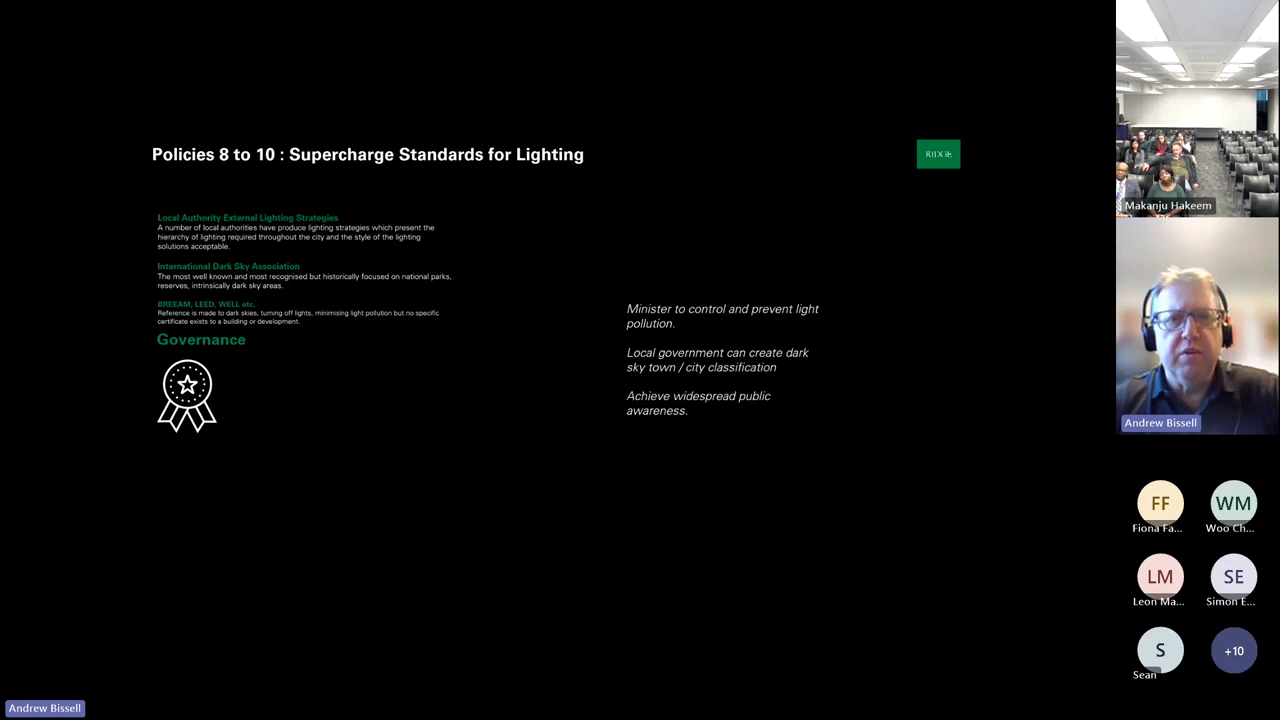 Policies 8 to 10 : Supercharge Standards for Lighting
RIDGE
Local Authority External Lighting Strategies
A number of local authorities have produce lighting strategies which present the
hierarchy of lighting required throughout the city and the style of the lighting
solutions acceptable.
International Dark Sky Association
The most well known and most recognised but historically focused on national parks,
reserves, intrinsically dark sky areas.
BREEAM, LEED, WELL etc.
Reference is made to dark skies, turning off lights, minimising light pollution but no specific
certificate exists to a building or development.
Governance
Minister to control and prevent light
pollution.
Local government can create dark
sky town / city classification
Achieve widespread public
awareness.
Makanju Hakeem
Andrew Bissell
FF
WM
Fiona Fa...
Woo Ch...
LM
SE
Leon Ma...
Simon E...
S
+10
Sean
Andrew Bissell